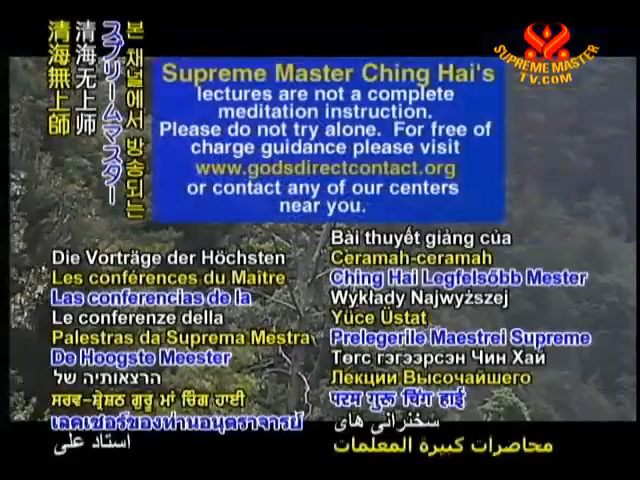 清海無上師
清海无上师
スプリームマスター
본 채널에서 방송되는
SUPREME MASTER
TV.COM
Supreme Master Ching Hai's
lectures are not a complete
meditation instruction.
Please do not try alone. For free of
charge guidance please visit
www.godsdirectcontact.org
or contact any of our centers
near you.
Die Vorträge der Höchsten
Les conférences du Maître
Las conferencias de la
Le conferenze della
Palestras da Suprema Mestra
De Hoogste Meester
הרצאותיה של
ਸਰਵ-ਸ਼੍ਰੇਸ਼ਠ ਗੁਰੂ ਮਾਂ ਚਿੰਗ ਹਾਈ
เลคเชอร์ของท่านอนุตราจารย์
استاد علی
Bài thuyết giảng của
Ceramah-ceramah
Ching Hai Legfelsőbb Mester
Wykłady Najwyższej
Yüce Üstat
Prelegerile Maestrei Supreme
Төгс гэгээрсэн Чин Хай
Лекции Высочайшего
परम गुरू चिंग हाई
سخنرانی های
محاضرات كبيرة المعلمات